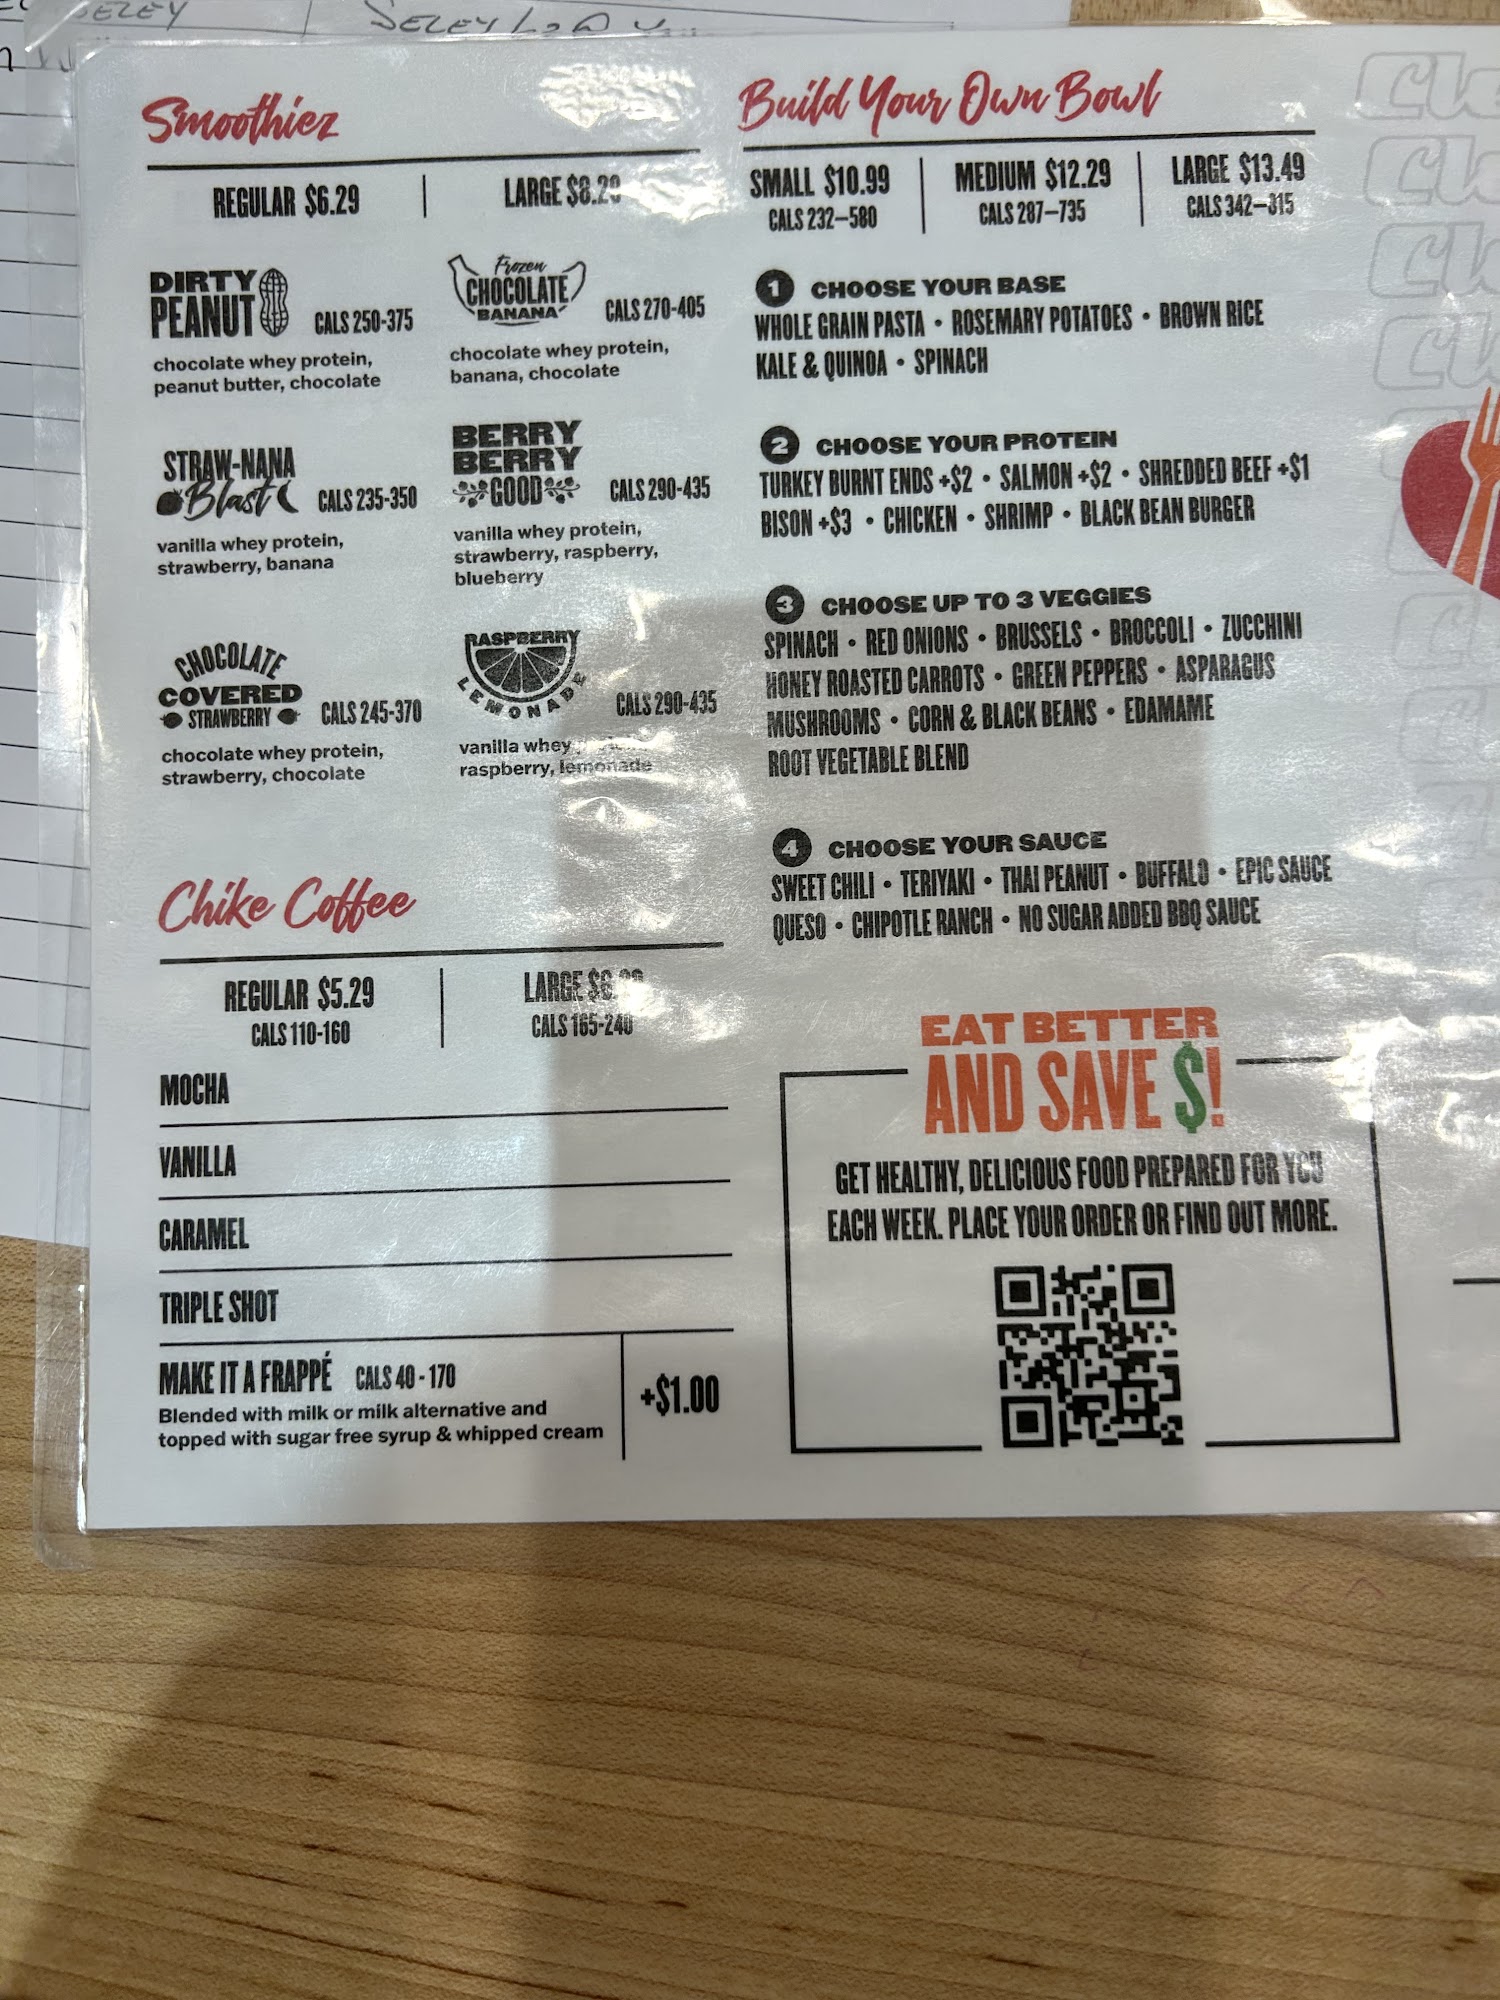 Smoothiez
REGULAR $6.29
LARGE $8.29
DIRTY
PEANUT
CALS 250-375
chocolate whey protein,
peanut butter, chocolate
Frozen
CHOCOLATE
BANANA
CALS 270-405
chocolate whey protein,
banana, chocolate
STRAW-NANA
Blast
CALS 235-350
vanilla whey protein,
strawberry, banana
BERRY
BERRY
GOOD
CALS 290-435
vanilla whey protein,
strawberry, raspberry,
blueberry
CHOCOLATE
COVERED
STRAWBERRY
CALS 245-370
chocolate whey protein,
strawberry, chocolate
RASPBERRY
LEMONADE
CALS 290-435
vanilla whey
raspberry, lemonade
Chike Coffee
REGULAR $5.29
CALS 110-160
LARGE
CALS 165-240
MOCHA
VANILLA
CARAMEL
TRIPLE SHOT
MAKE IT A FRAPPÉ CALS 40 - 170
Blended with milk or milk alternative and
topped with sugar free syrup & whipped cream
+$1.00
Build Your Own Bowl
SMALL $10.99
CALS 232–580
MEDIUM $12.29
CALS 287–735
LARGE $13.49
CALS 342–315
1 CHOOSE YOUR BASE
WHOLE GRAIN PASTA • ROSEMARY POTATOES • BROWN RICE
KALE & QUINOA • SPINACH
2 CHOOSE YOUR PROTEIN
TURKEY BURNT ENDS +$2 • SALMON +$2 • SHREDDED BEEF +$1
BISON +$3 • CHICKEN • SHRIMP • BLACK BEAN BURGER
3 CHOOSE UP TO 3 VEGGIES
SPINACH • RED ONIONS • BRUSSELS • BROCCOLI • ZUCCHINI
HONEY ROASTED CARROTS • GREEN PEPPERS • ASPARAGUS
MUSHROOMS • CORN & BLACK BEANS • EDAMAME
ROOT VEGETABLE BLEND
4 CHOOSE YOUR SAUCE
SWEET CHILI • TERIYAKI • THAI PEANUT • BUFFALO • EPIC SAUCE
QUESO • CHIPOTLE RANCH • NO SUGAR ADDED BBQ SAUCE
EAT BETTER
AND SAVE $!
GET HEALTHY, DELICIOUS FOOD PREPARED FOR YOU
EACH WEEK. PLACE YOUR ORDER OR FIND OUT MORE.